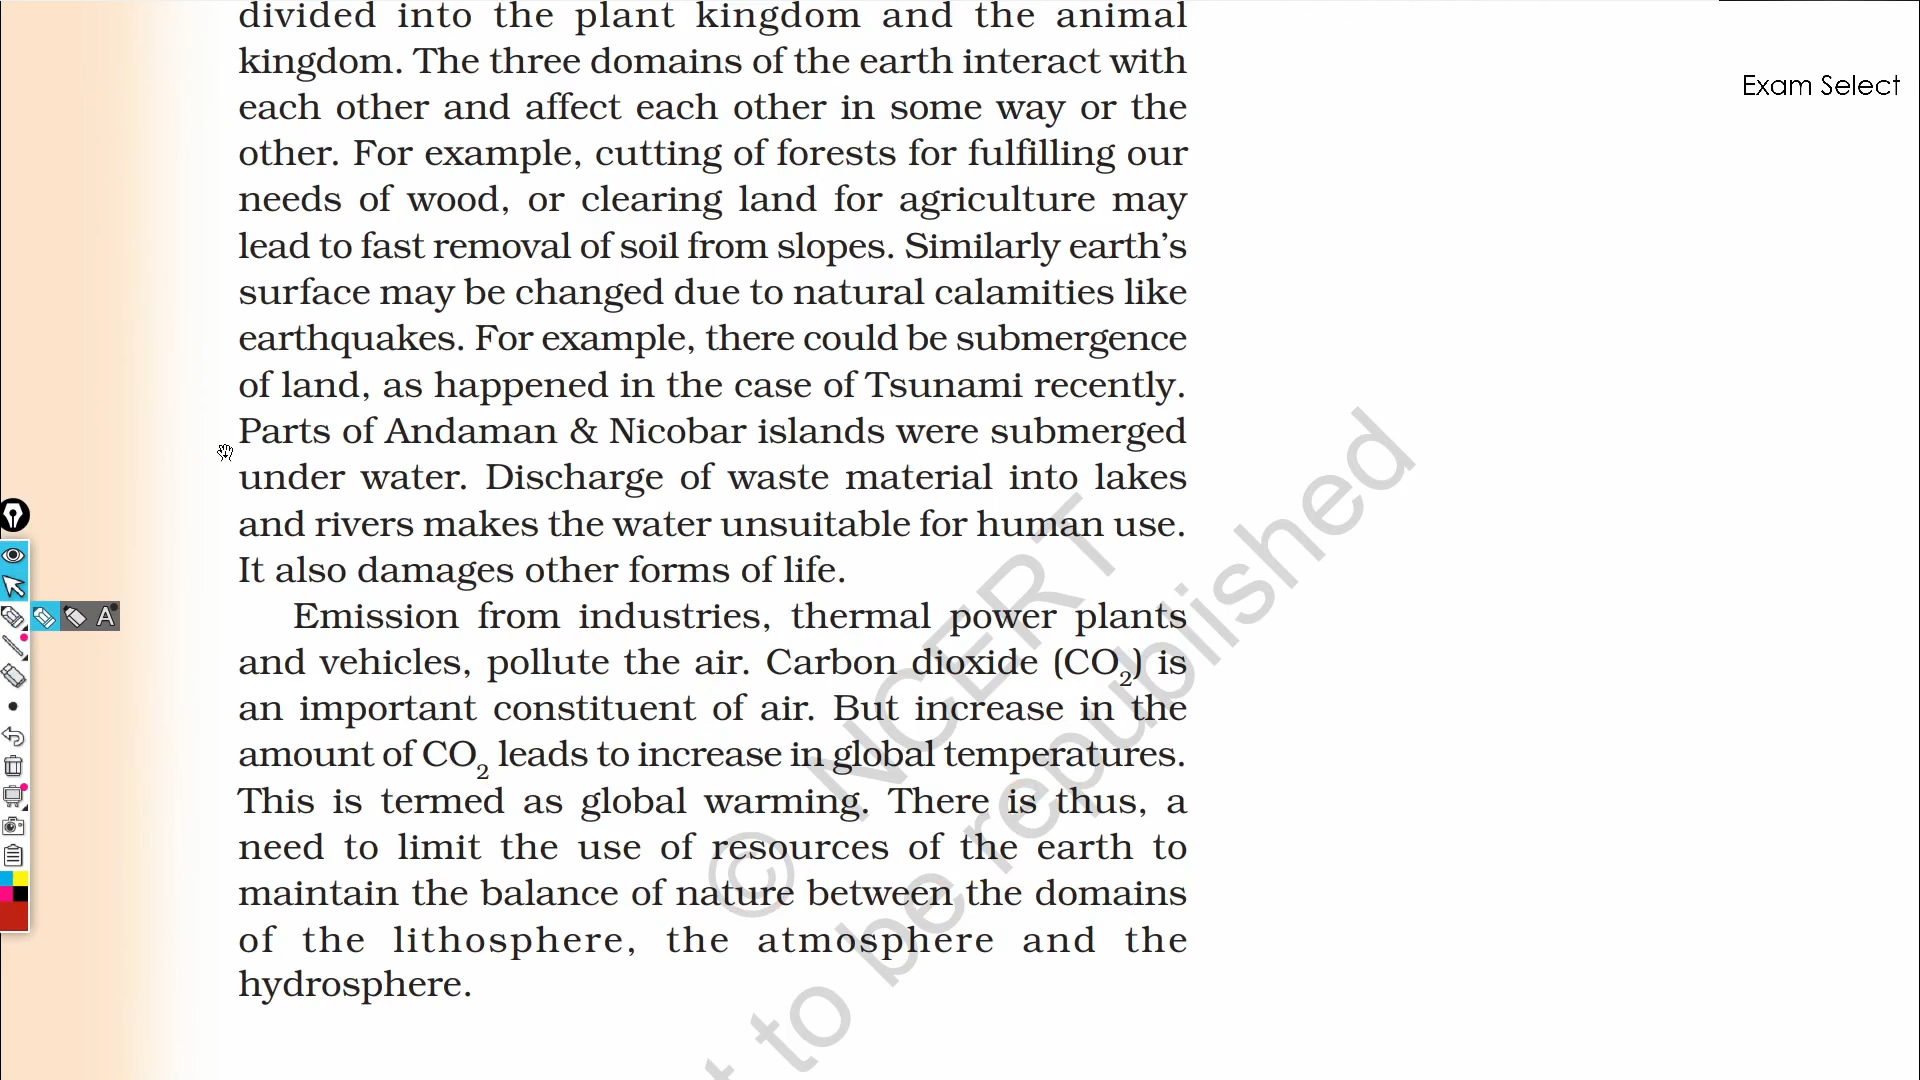 divided into the plant kingdom and the animal
kingdom. The three domains of the earth interact with
each other and affect each other in some way or the
other. For example, cutting of forests for fulfilling our
needs of wood, or clearing land for agriculture may
lead to fast removal of soil from slopes. Similarly earth’s
surface may be changed due to natural calamities like
earthquakes. For example, there could be submergence
of land, as happened in the case of Tsunami recently.
Parts of Andaman & Nicobar islands were submerged
under water. Discharge of waste material into lakes
and rivers makes the water unsuitable for human use.
It also damages other forms of life.
Emission from industries, thermal power plants
and vehicles, pollute the air. Carbon dioxide (CO₂) is
an important constituent of air. But increase in the
amount of CO₂ leads to increase in global temperatures.
This is termed as global warming. There is thus, a
need to limit the use of resources of the earth to
maintain the balance of nature between the domains
of the lithosphere, the atmosphere and the
hydrosphere.
Exam Select
© NCERT
to be republished
A